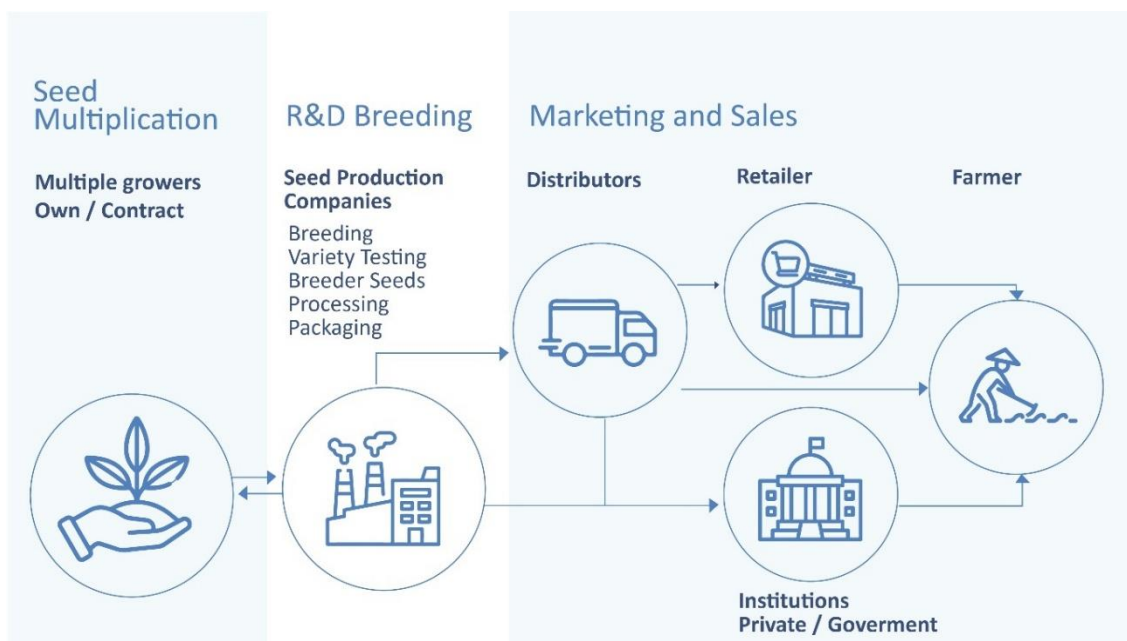 Seed
Multiplication
Multiple growers
Own / Contract
R&D Breeding
Seed Production
Companies
Breeding
Variety Testing
Breeder Seeds
Processing
Packaging
Marketing and Sales
Distributors
Retailer
Farmer
Institutions
Private / Goverment